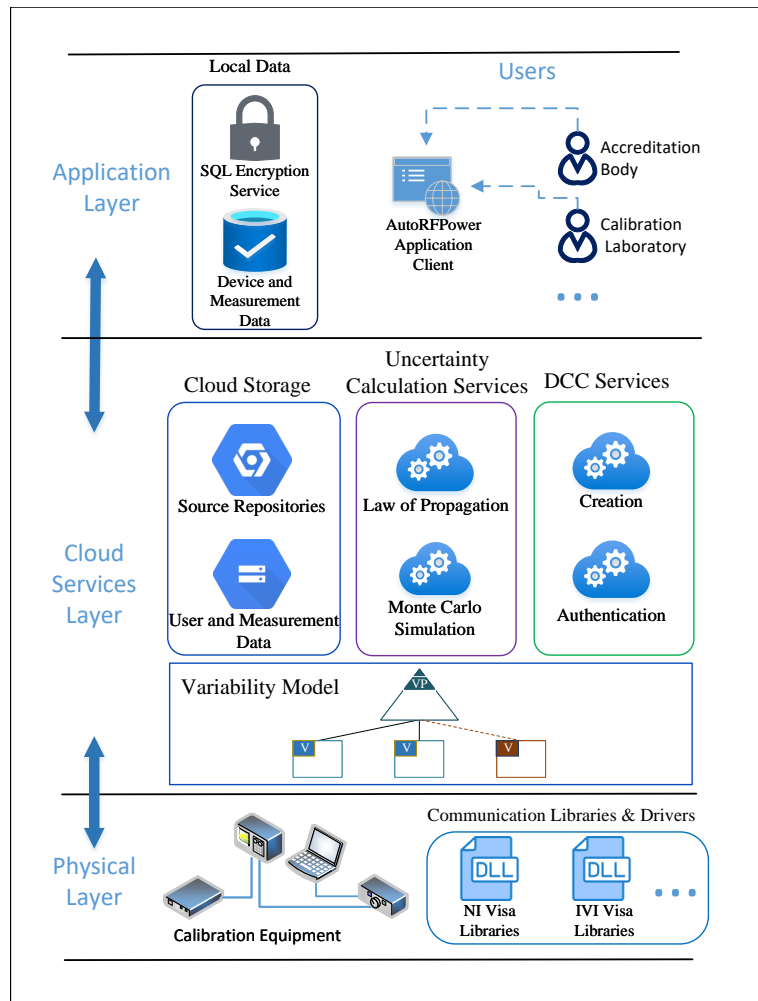 Local Data
Users
SQL Encryption
Service
Device and
Measurement
Data
AutoRFPower
Application
Client
Accreditation
Body
Calibration
Laboratory
Application
Layer
Cloud Storage
Uncertainty
Calculation Services
DCC Services
Source Repositories
Law of Propagation
Creation
User and Measurement
Data
Monte Carlo
Simulation
Authentication
Cloud
Services
Layer
Variability Model
VP
V
V
V
Physical
Layer
Calibration Equipment
Communication Libraries & Drivers
DLL
DLL
NI Visa
Libraries
IVI Visa
Libraries